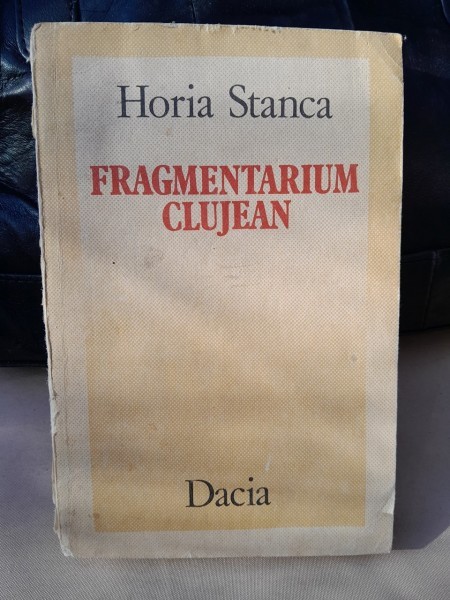 Horia Stanca
FRAGMENTARIUM
CLUJEAN
Dacia